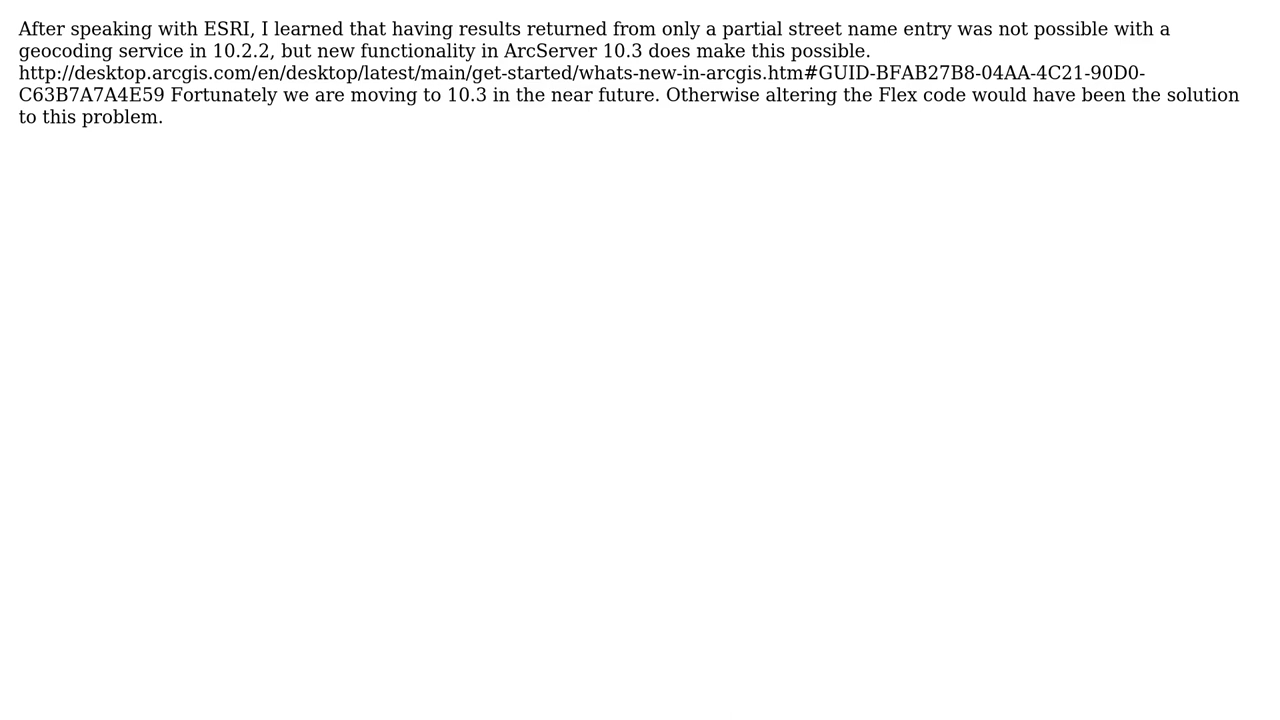 After speaking with ESRI, I learned that having results returned from only a partial street name entry was not possible with a
geocoding service in 10.2.2, but new functionality in ArcServer 10.3 does make this possible.
http://desktop.arcgis.com/en/desktop/latest/main/get-started/whats-new-in-arcgis.htm#GUID-BFAB27B8-04AA-4C21-90D0-
C63B7A7A4E59 Fortunately we are moving to 10.3 in the near future. Otherwise altering the Flex code would have been the solution
to this problem.